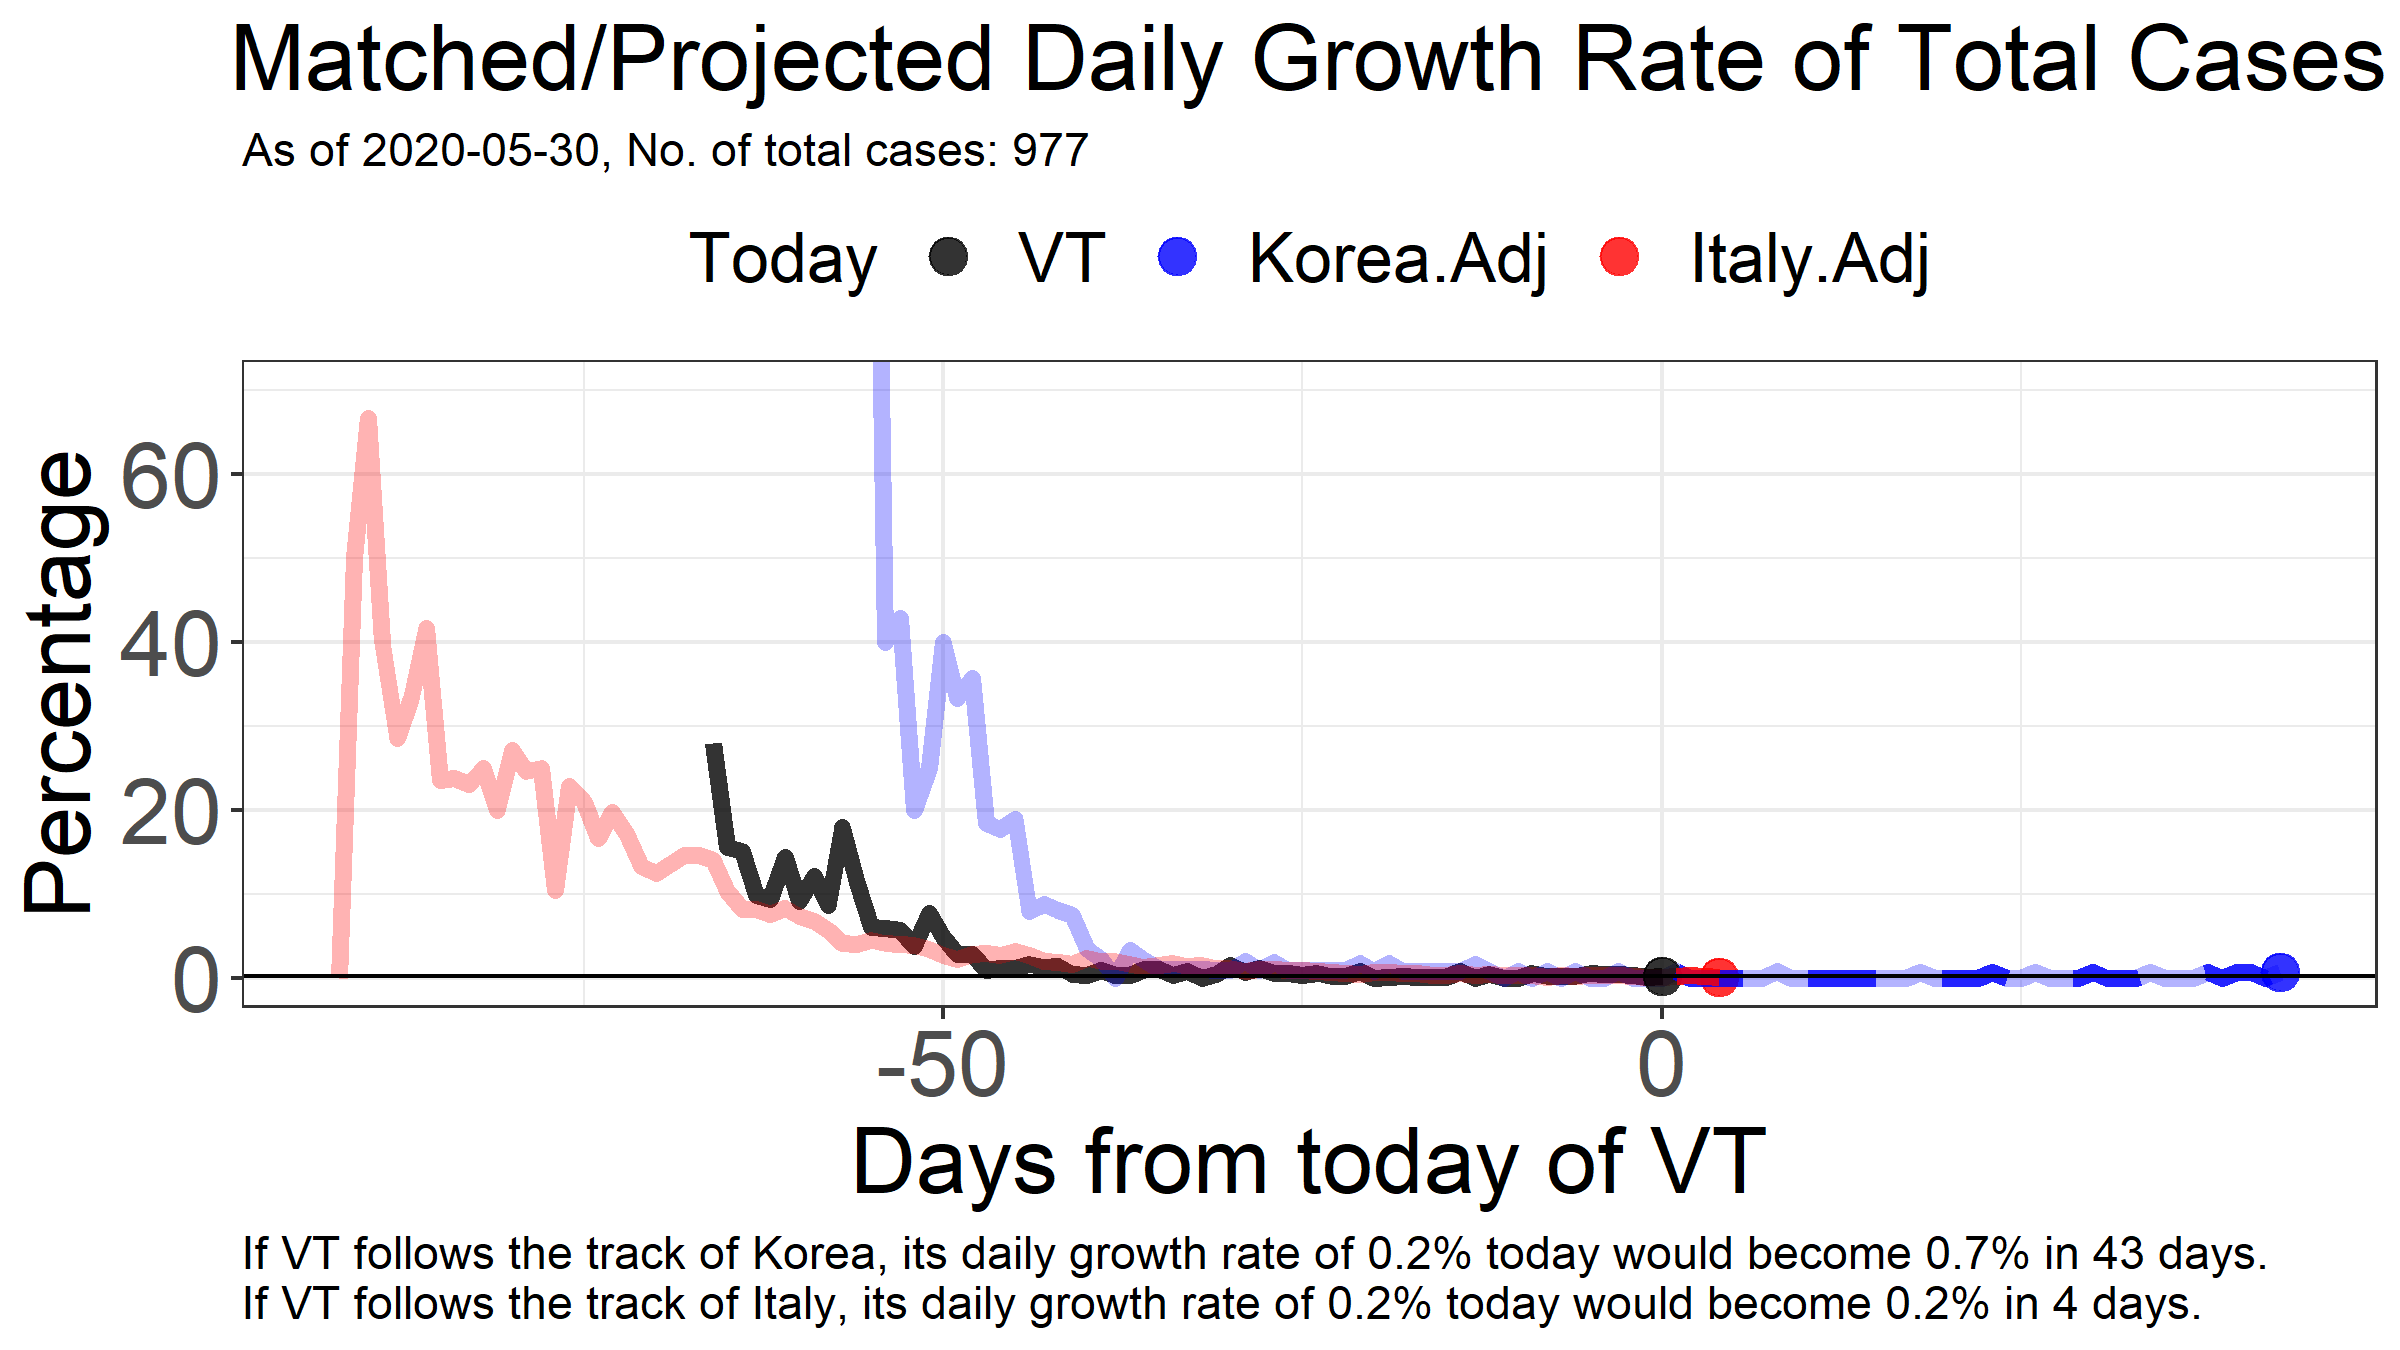 Matched/Projected Daily Growth Rate of Total Cases
As of 2020-05-30, No. of total cases: 977
Today VT Korea.Adj Italy.Adj
Percentage
60
40
20
0
-50 0
Days from today of VT
If VT follows the track of Korea, its daily growth rate of 0.2% today would become 0.7% in 43 days.
If VT follows the track of Italy, its daily growth rate of 0.2% today would become 0.2% in 4 days.